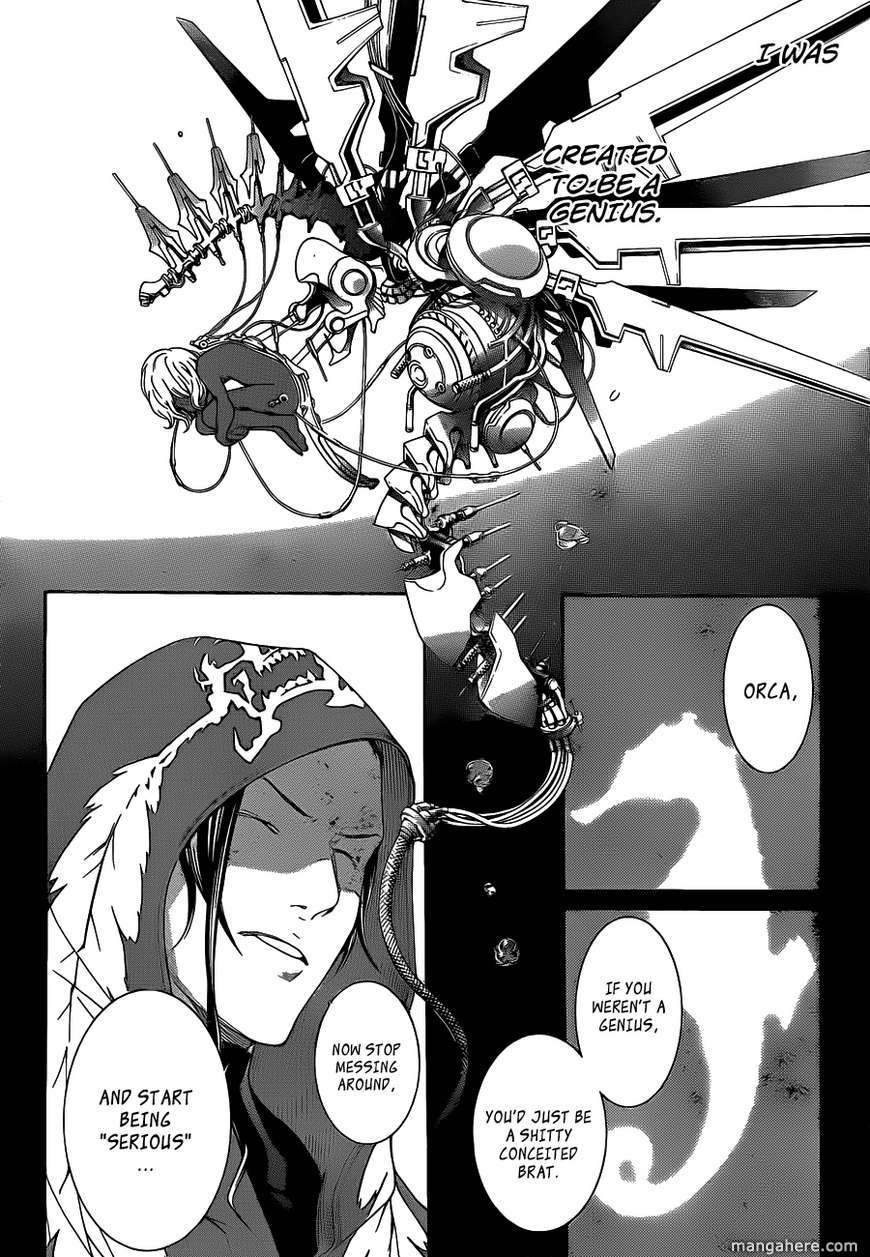 I WAS
CREATED
TO BE A
GENIUS.
ORCA,
IF YOU
WEREN'T A
GENIUS,
YOU'D JUST BE
A SHITTY
CONCEITED
BRAT.
NOW STOP
MESSING
AROUND,
AND START
BEING
"SERIOUS"
...
mangahere.com